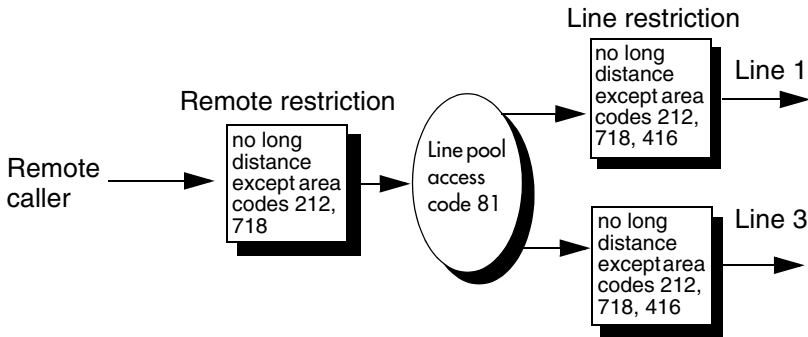 Line restriction
no long
distance
except area
codes 212,
718, 416
Line 1
Remote restriction
no long
distance
except area
codes 212,
718
Remote
caller
Line pool
access
code 81
no long
distance
except area
codes 212,
718, 416
Line 3